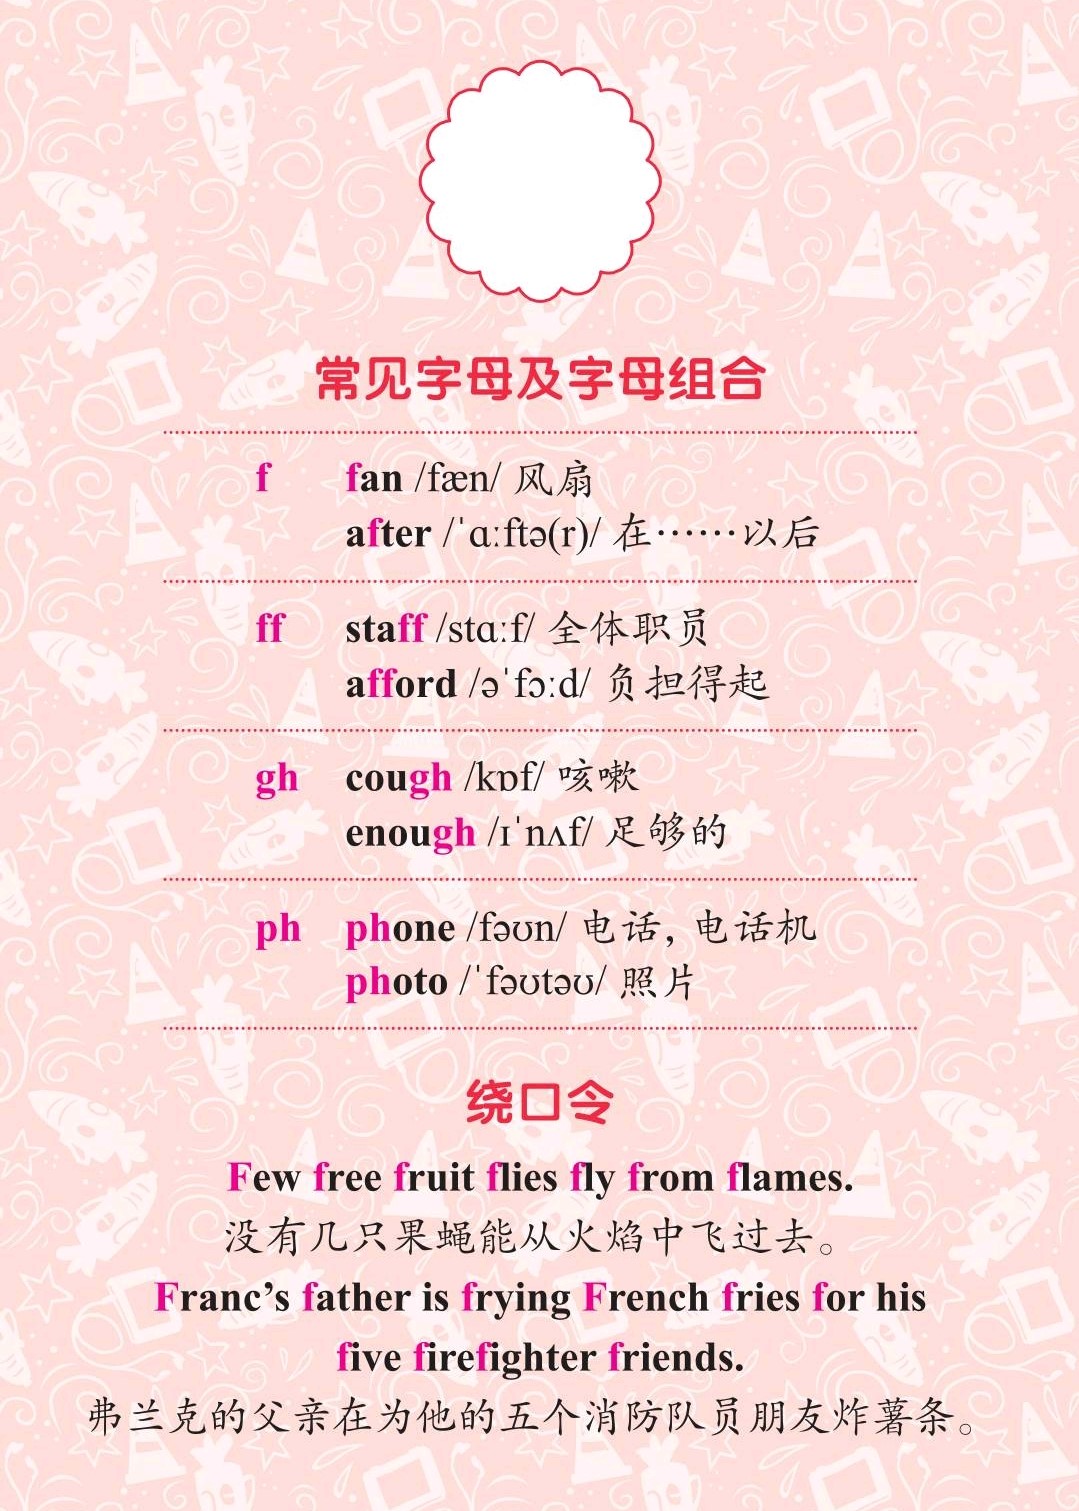 常见字母及字母组合
f fan /fæn/ 风扇
after /ˈɑːftə(r)/ 在……以后
ff staff /stɑːf/ 全体职员
afford /əˈfɔːd/ 负担得起
gh cough /kɒf/ 咳嗽
enough /ɪˈnʌf/ 足够的
ph phone /fəʊn/ 电话，电话机
photo /ˈfəʊtəʊ/ 照片
绕口令
Few free fruit flies fly from flames.
没有几只果蝇能从火焰中飞过去。
Franc’s father is frying French fries for his
five firefighter friends.
弗兰克的父亲在为他的五个消防队员朋友炸薯条。